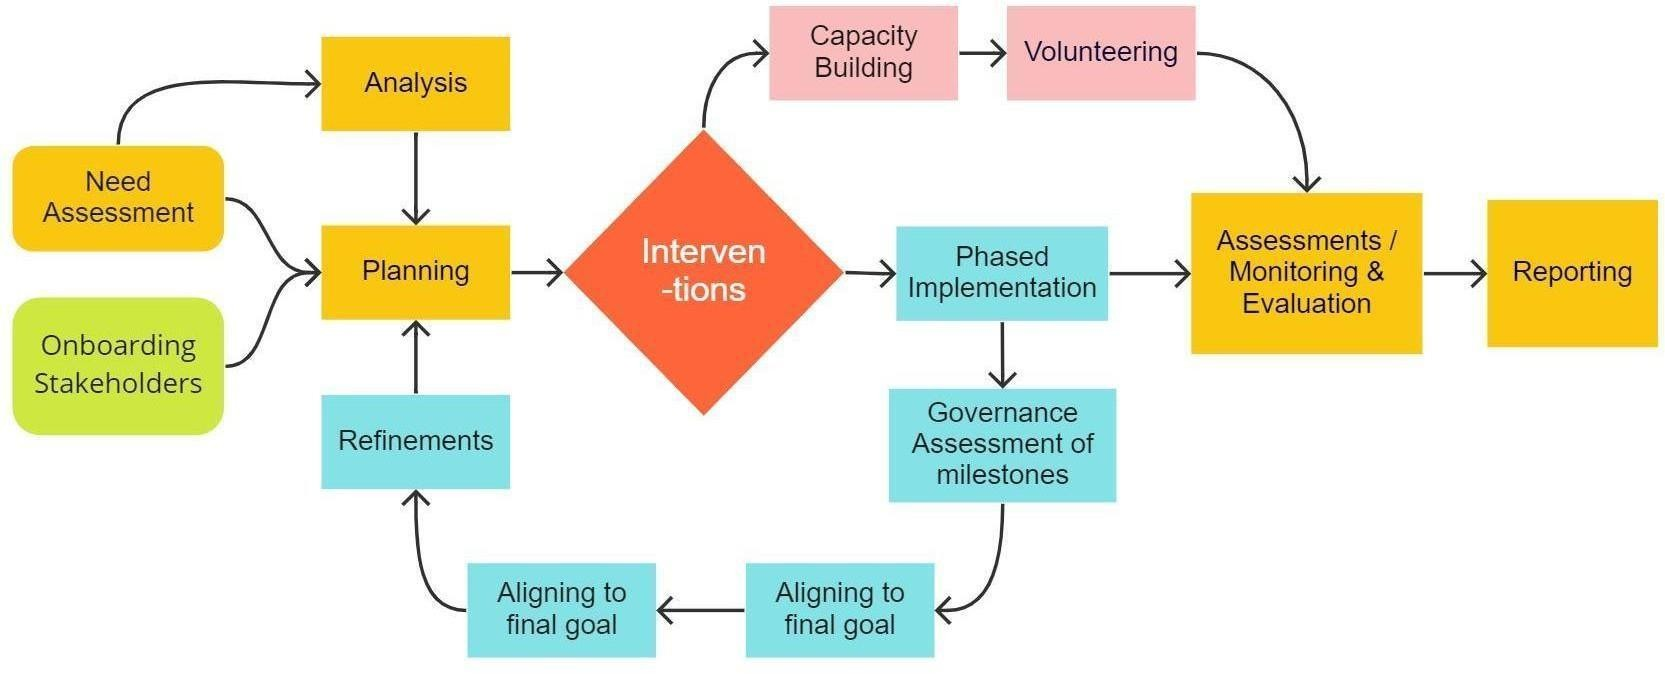 Capacity
Building
Volunteering
Analysis
Need
Assessment
Planning
Interven
-tions
Phased
Implementation
Assessments /
Monitoring &
Evaluation
Reporting
Onboarding
Stakeholders
Refinements
Governance
Assessment of
milestones
Aligning to
final goal
Aligning to
final goal